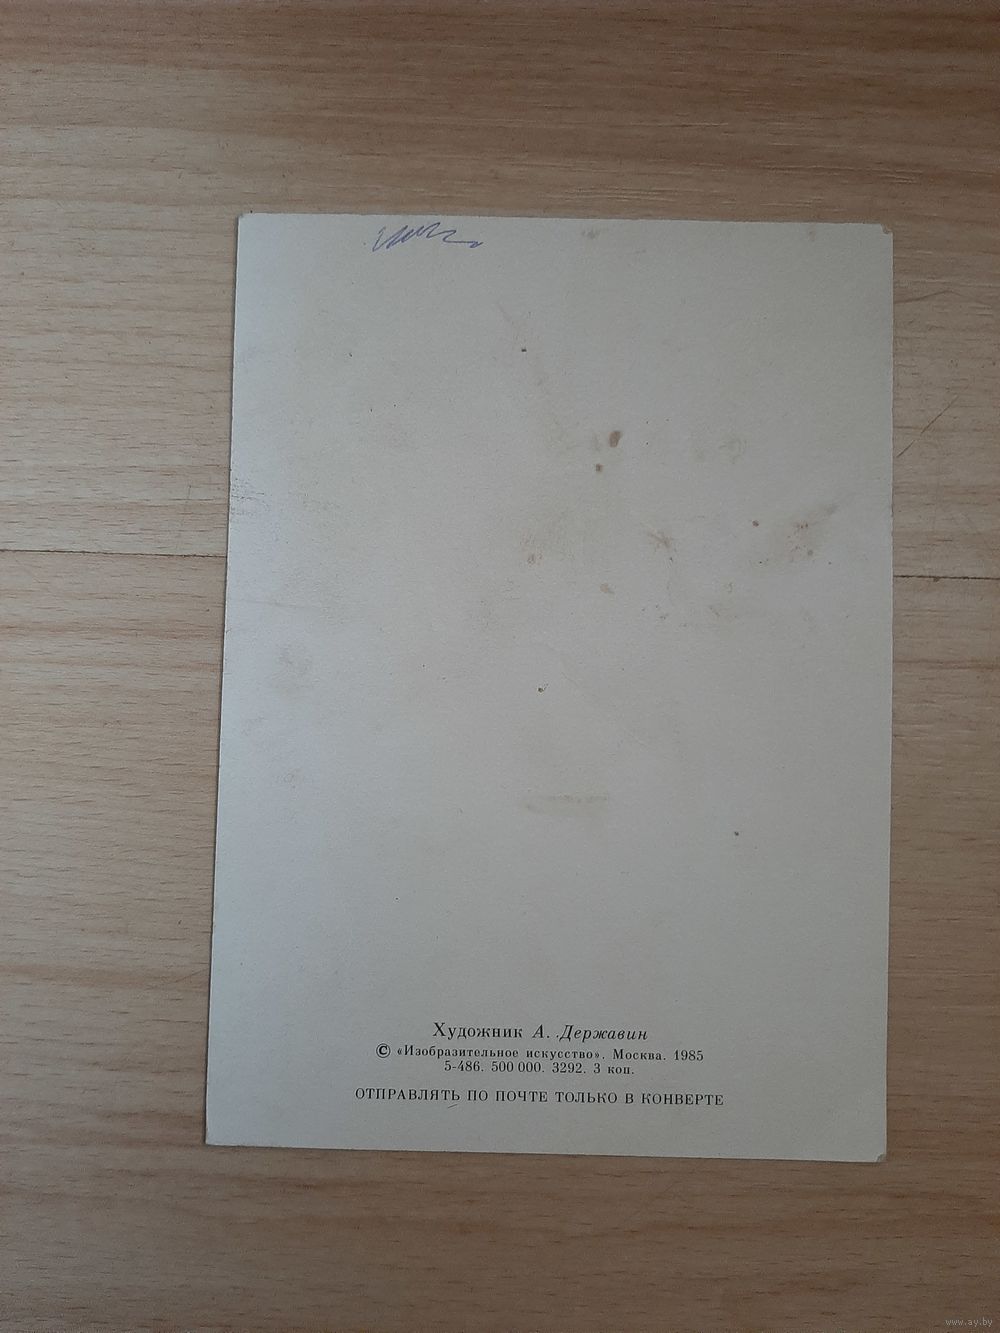 Художник А. Державин
© «Изобразительное искусство». Москва. 1985
5-486. 500 000. 3292. 3 коп.
ОТПРАВЛЯТЬ ПО ПОЧТЕ ТОЛЬКО В КОНВЕРТЕ
www.ay.by